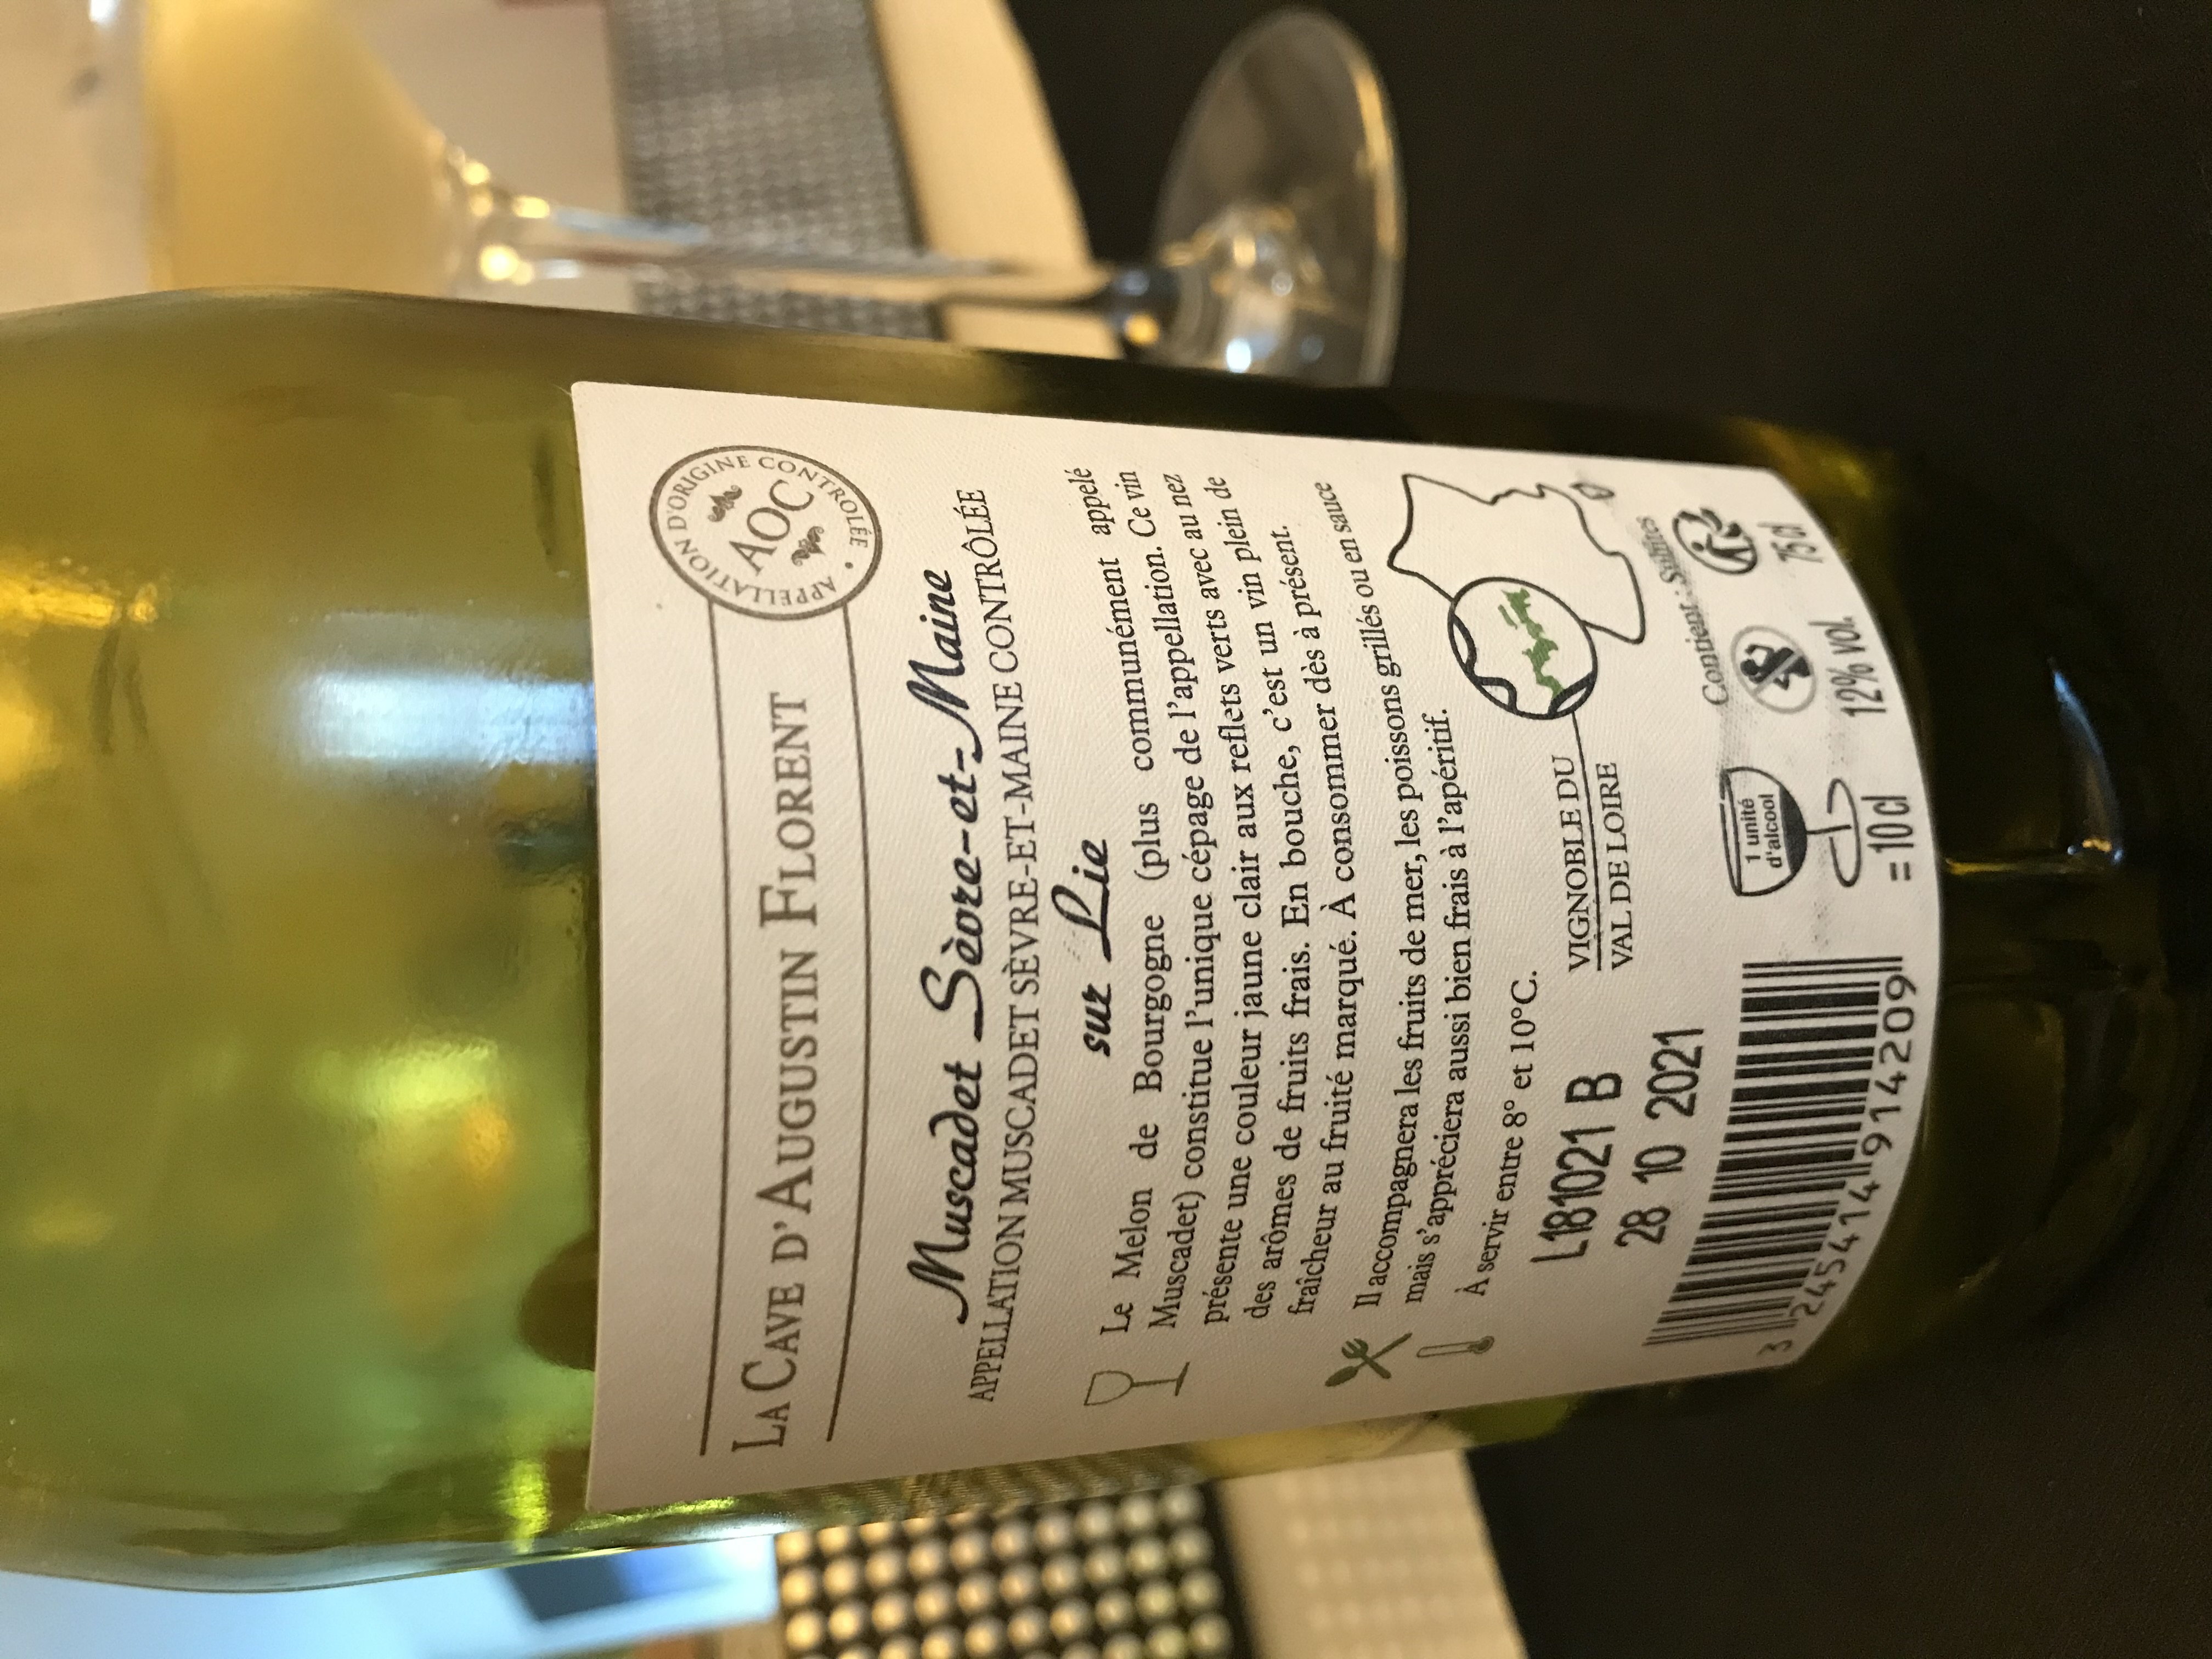 LA CAVE D'AUGUSTIN FLORENT
APPELLATION D'ORIGINE CONTROLÉE •
AOC
Muscadet Sèvre-et-Maine
APPELLATION MUSCADET SÈVRE-ET-MAINE CONTRÔLÉE
sur Lie
Le Melon de Bourgogne (plus communément appelé
Muscadet) constitue l'unique cépage de l'appellation. Ce vin
présente une couleur jaune clair aux reflets verts avec au nez
des arômes de fruits frais. En bouche, c'est un vin plein de
fraîcheur au fruité marqué. À consommer dès à présent.
Il accompagnera les fruits de mer, les poissons grillés ou en sauce
mais s'appréciera aussi bien frais à l'apéritif.
À servir entre 8° et 10°C.
L181021 B
28 10 2021
VIGNOBLE DU
VAL DE LOIRE
Contient : Sulfites
1 unité
d'alcool
= 10 cl
12% vol.
75 cl
3 245414 914209